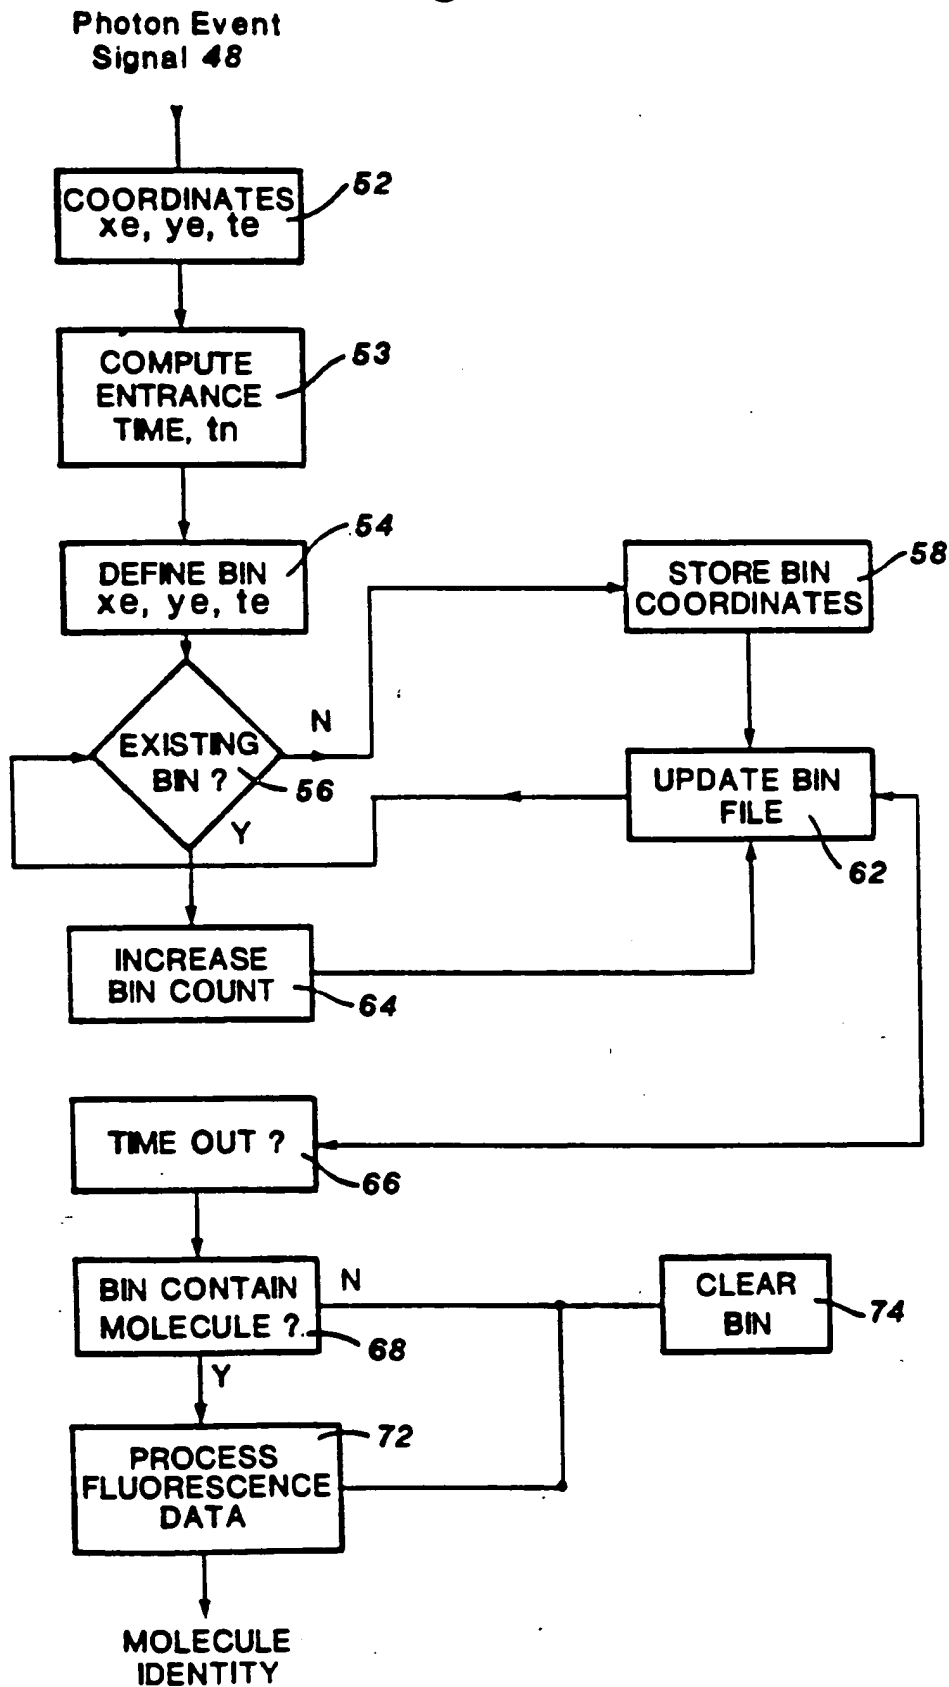 Photon Event
Signal 48
COORDINATES
xe, ye, te
52
COMPUTE
ENTRANCE
TIME, tn
53
DEFINE BIN
xe, ye, te
54
EXISTING
BIN ?
56
N
Y
STORE BIN
COORDINATES
58
UPDATE BIN
FILE
62
INCREASE
BIN COUNT
64
TIME OUT ?
66
BIN CONTAIN
MOLECULE ?
68
N
Y
CLEAR
BIN
74
PROCESS
FLUORESCENCE
DATA
72
MOLECULE
IDENTITY